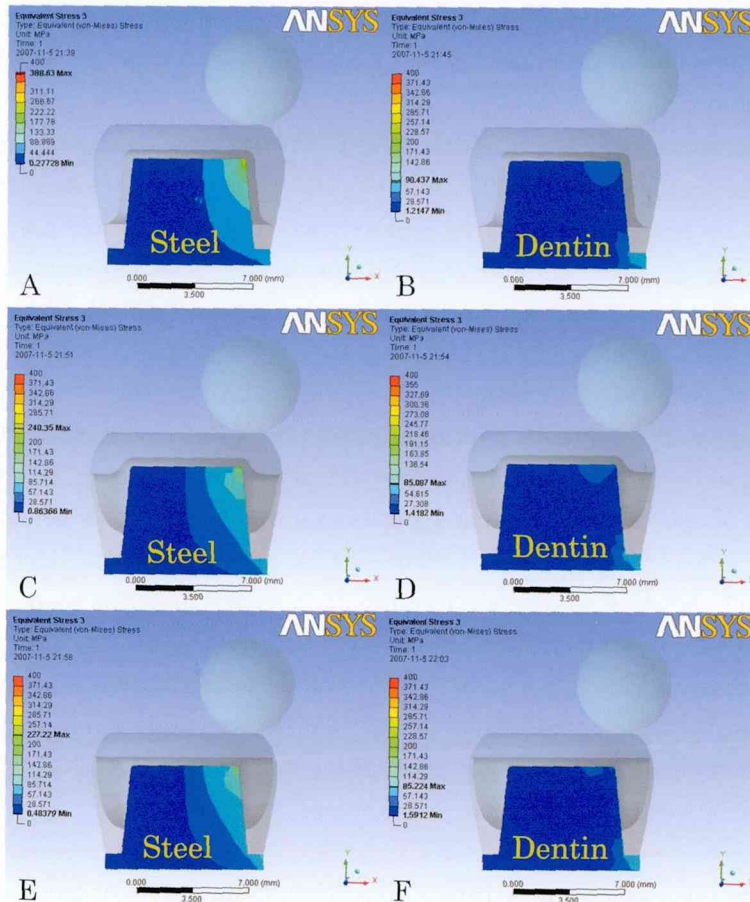 Equivalent Stress 3
Type: Equivalent (von-Mises) Stress
Unit: MPa
Time: 1
2007-11-5 21:39
ANSYS
400
388.63 Max
311.11
266.67
222.22
177.78
133.33
88.889
44.444
0.27728 Min
0
Steel
A
0.000
7.000 (mm)
3.500
Y
X
Equivalent Stress 3
Type: Equivalent (von-Mises) Stress
Unit: MPa
Time: 1
2007-11-5 21:45
ANSYS
400
371.43
342.86
314.29
285.71
257.14
228.57
200
171.43
142.86
90.437 Max
57.143
28.571
1.2147 Min
0
Dentin
B
0.000
7.000 (mm)
3.500
Y
X
Equivalent Stress 3
Type: Equivalent (von-Mises) Stress
Unit: MPa
Time: 1
2007-11-5 21:51
ANSYS
400
371.43
342.86
314.29
285.71
240.35 Max
200
171.43
142.86
114.29
85.714
57.143
28.571
0.86366 Min
0
Steel
C
0.000
7.000 (mm)
3.500
Y
X
Equivalent Stress 3
Type: Equivalent (von-Mises) Stress
Unit: MPa
Time: 1
2007-11-5 21:54
ANSYS
400
355
327.69
300.38
273.08
245.77
218.46
191.15
163.85
136.54
85.087 Max
54.615
27.308
1.4182 Min
0
Dentin
D
0.000
7.000 (mm)
3.500
Y
X
Equivalent Stress 3
Type: Equivalent (von-Mises) Stress
Unit: MPa
Time: 1
2007-11-5 21:58
ANSYS
400
371.43
342.86
314.29
285.71
257.14
227.22 Max
200
171.43
142.86
114.29
85.714
57.143
28.571
0.48379 Min
0
Steel
E
0.000
7.000 (mm)
3.500
Y
X
Equivalent Stress 3
Type: Equivalent (von-Mises) Stress
Unit: MPa
Time: 1
2007-11-5 22:03
ANSYS
400
371.43
342.86
314.29
285.71
257.14
228.57
200
171.43
142.86
114.29
85.224 Max
57.143
28.571
1.5912 Min
0
Dentin
F
0.000
7.000 (mm)
3.500
Y
X